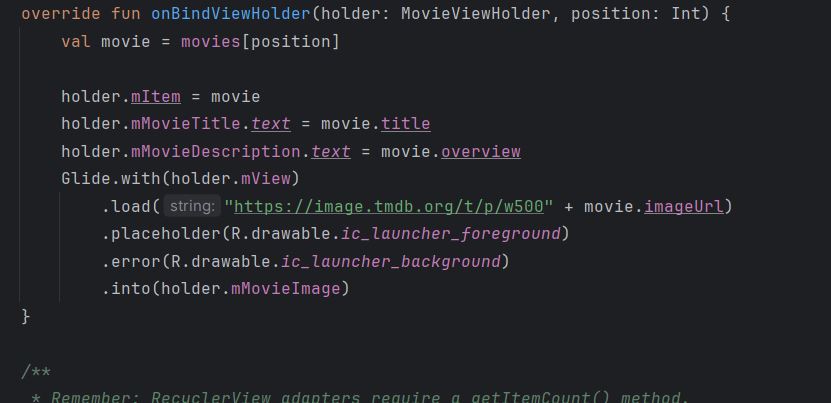 override fun onBindViewHolder(holder: MovieViewHolder, position: Int) {
val movie = movies[position]
holder.mItem = movie
holder.mMovieTitle.text = movie.title
holder.mMovieDescription.text = movie.overview
Glide.with(holder.mView)
.load( string: "https://image.tmdb.org/t/p/w500" + movie.imageUrl)
.placeholder(R.drawable.ic_launcher_foreground)
.error(R.drawable.ic_launcher_background)
.into(holder.mMovieImage)
}
/**
* Remember: RecyclerView adapters require a getItemCount() method.